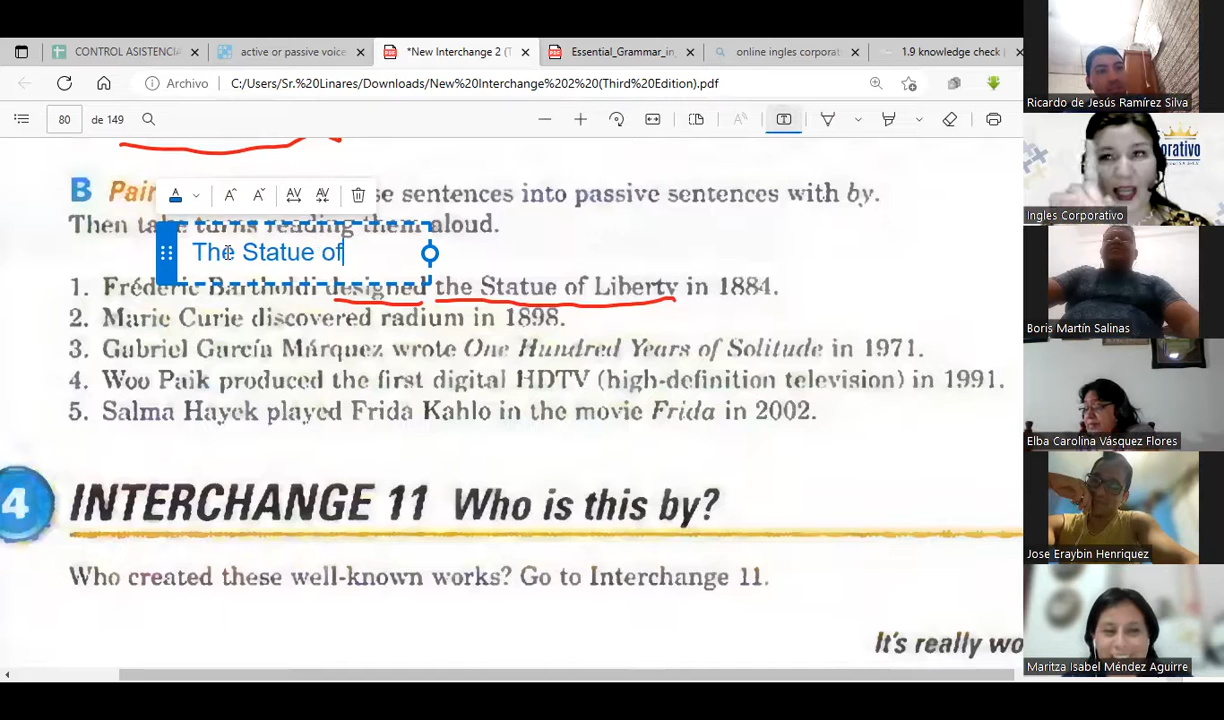 CONTROL ASISTENCIA
active or passive voice
*New Interchange 2 (T
Essential_Grammar_in_
online ingles corporat
1.9 knowledge check |
Archivo
C:/Users/Sr.%20Linares/Downloads/New%20Interchange%202%20(Third%20Edition).pdf
80 de 149
B Pair se sentences into passive sentences with by.
Then take turns reading them aloud.
The Statue of
1. Fréderic Bartholdi designed the Statue of Liberty in 1884.
2. Marie Curie discovered radium in 1898.
3. Gabriel García Márquez wrote One Hundred Years of Solitude in 1971.
4. Woo Paik produced the first digital HDTV (high-definition television) in 1991.
5. Salma Hayek played Frida Kahlo in the movie Frida in 2002.
4 INTERCHANGE 11 Who is this by?
Who created these well-known works? Go to Interchange 11.
It's really wo
Ricardo de Jesús Ramírez Silva
orativo
Ingles Corporativo
Boris Martín Salinas
Elba Carolina Vásquez Flores
Jose Eraybin Henriquez
Maritza Isabel Méndez Aguirre